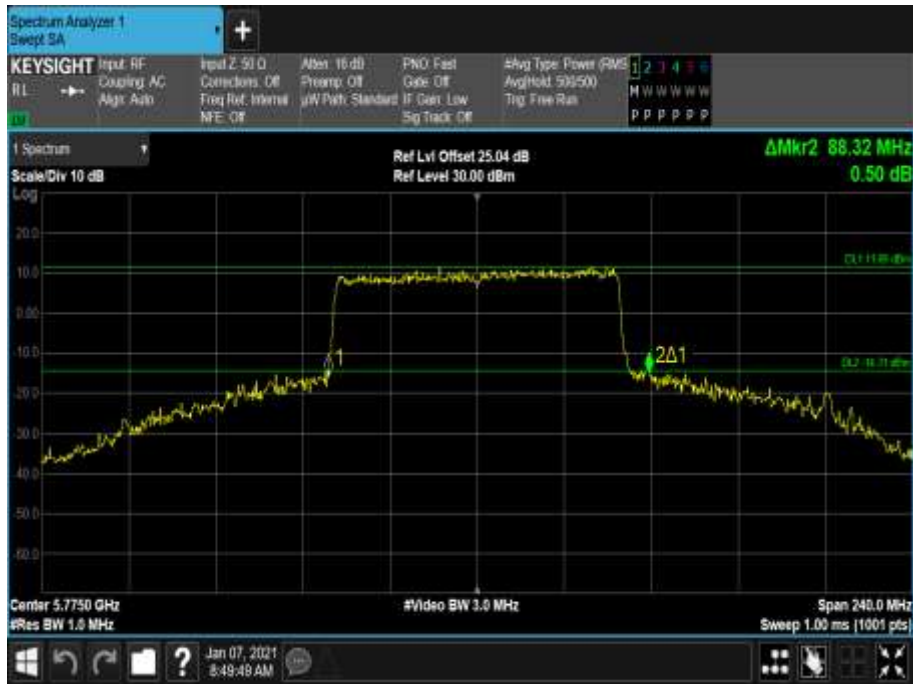 Spectrum Analyzer 1
Swept SA
+
KEYSIGHT
RL
Input: RF
Coupling: AC
Align: Auto
Input Z: 50 Ω
Corrections: Off
Freq Ref: Internal
NFE: Off
Atten: 16 dB
Preamp: Off
µW Path: Standard
PNO: Fast
Gate: Off
IF Gain: Low
Sig Track: Off
#Avg Type: Power (RMS
Avg|Hold: 500/500
Trig: Free Run
1 2 3 4 5 6
M W W W W W
P P P P P P
1 Spectrum
Scale/Div 10 dB
Log
Ref Lvl Offset 25.04 dB
Ref Level 30.00 dBm
ΔMkr2 88.32 MHz
0.50 dB
20.0
10.0
0.00
-10.0
-20.0
-30.0
-40.0
-50.0
-60.0
1
2Δ1
Center 5.7750 GHz
#Res BW 1.0 MHz
#Video BW 3.0 MHz
Span 240.0 MHz
Sweep 1.00 ms (1001 pts)
?
Jan 07, 2021
8:49:49 AM